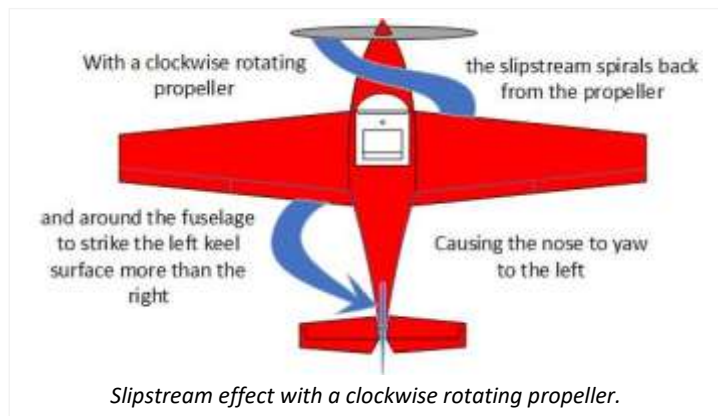 With a clockwise rotating
propeller
the slipstream spirals back
from the propeller
and around the fuselage
to strike the left keel
surface more than the
right
Causing the nose to yaw
to the left
Slipstream effect with a clockwise rotating propeller.